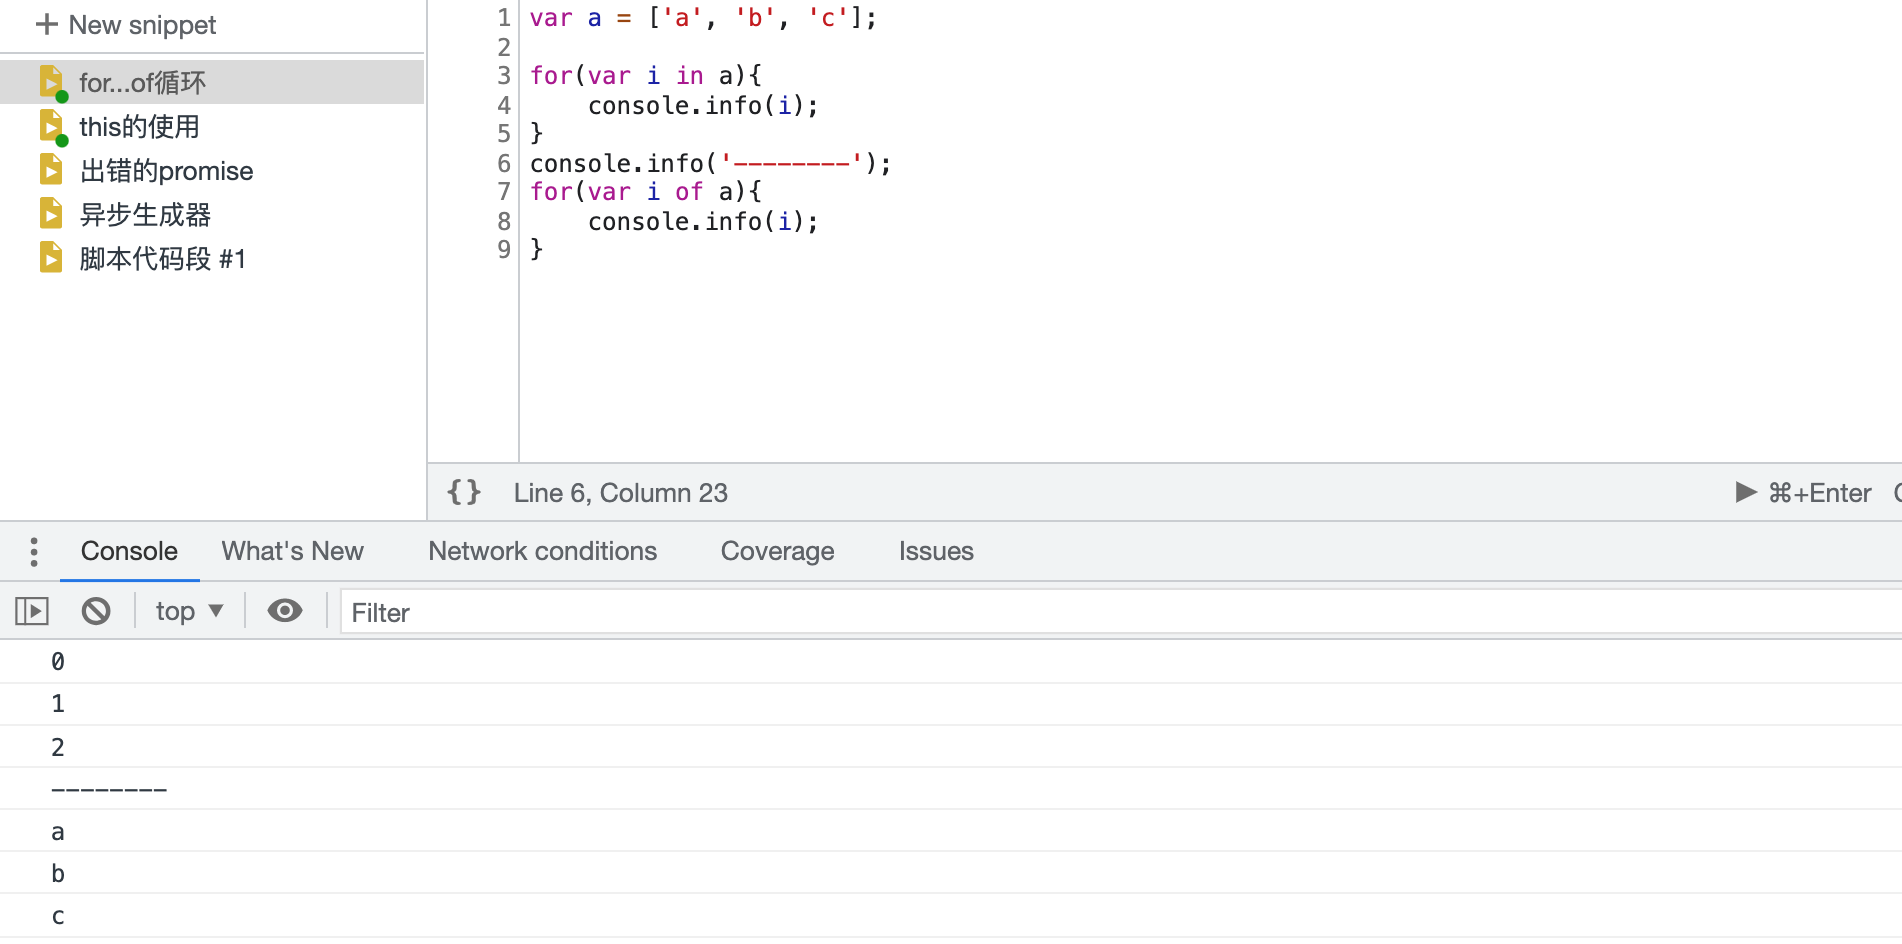 New snippet
for...of循环
this的使用
出错的promise
异步生成器
脚本代码段 #1
1 var a = ['a', 'b', 'c'];
2
3 for(var i in a){
4     console.info(i);
5 }
6 console.info('--------');
7 for(var i of a){
8     console.info(i);
9 }
{} Line 6, Column 23 ⌘+Enter
Console What's New Network conditions Coverage Issues
top Filter
0
1
2
--------
a
b
c